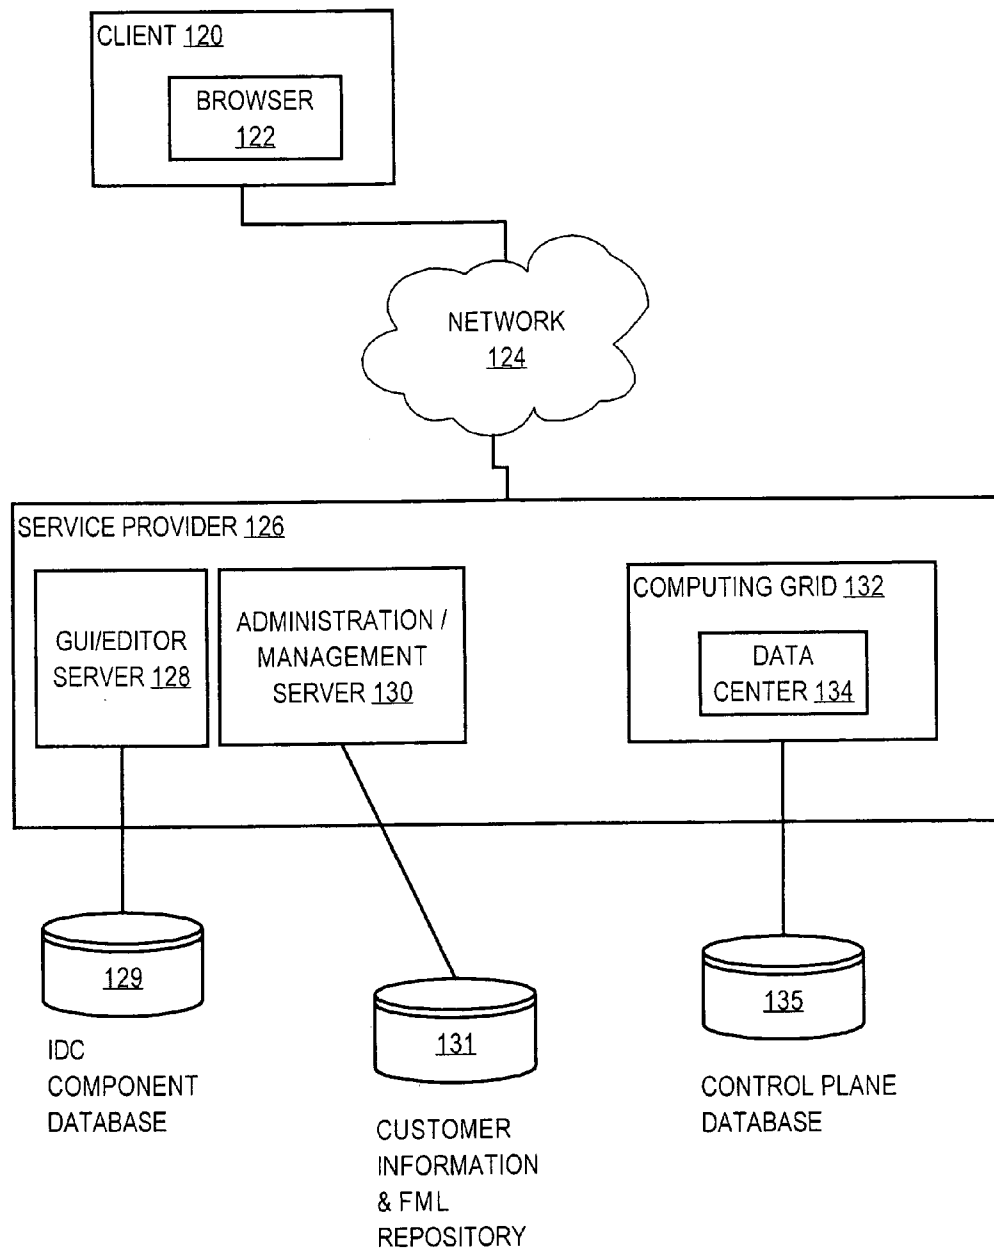 CLIENT 120
BROWSER
122
NETWORK
124
SERVICE PROVIDER 126
GUI/EDITOR
SERVER 128
ADMINISTRATION /
MANAGEMENT
SERVER 130
COMPUTING GRID 132
DATA
CENTER 134
129
IDC
COMPONENT
DATABASE
131
CUSTOMER
INFORMATION
& FML
REPOSITORY
135
CONTROL PLANE
DATABASE